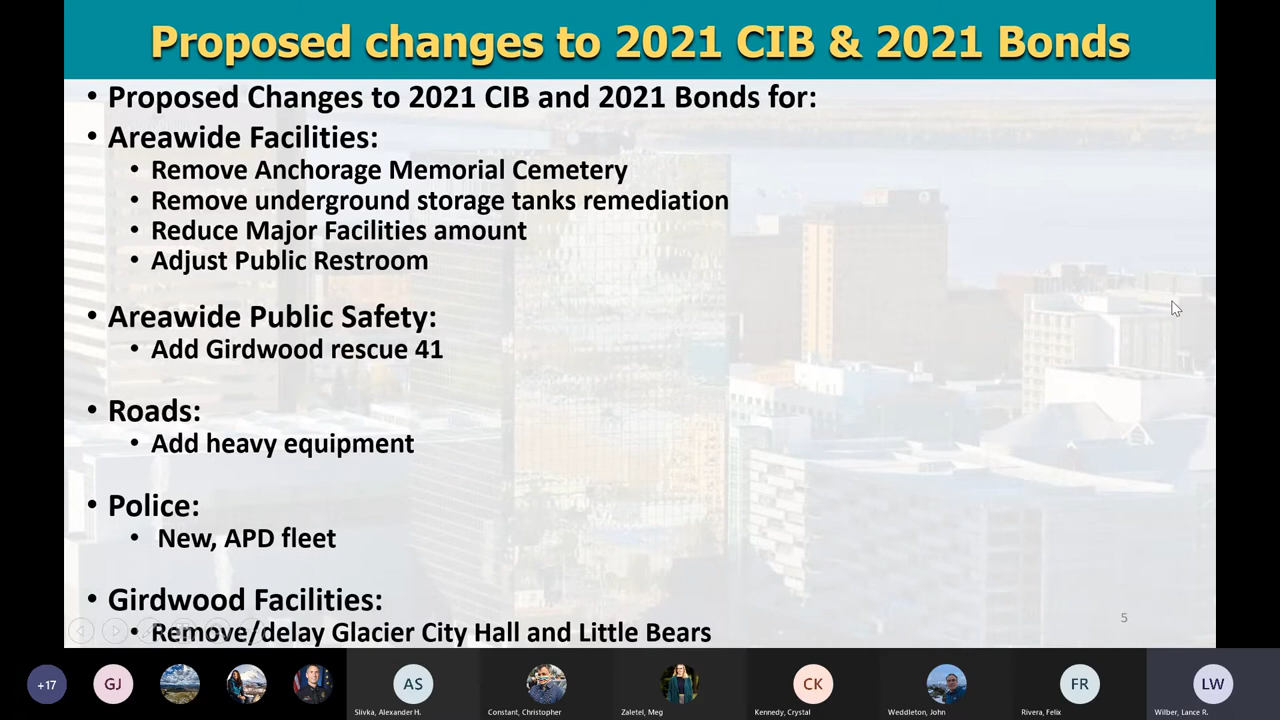 Proposed changes to 2021 CIB & 2021 Bonds
• Proposed Changes to 2021 CIB and 2021 Bonds for:
• Areawide Facilities:
• Remove Anchorage Memorial Cemetery
• Remove underground storage tanks remediation
• Reduce Major Facilities amount
• Adjust Public Restroom
• Areawide Public Safety:
• Add Girdwood rescue 41
• Roads:
• Add heavy equipment
• Police:
• New, APD fleet
• Girdwood Facilities:
• Remove/delay Glacier City Hall and Little Bears
5
+17
GJ
AS
CK
FR
LW
Slivka, Alexander H.
Constant, Christopher
Zaletel, Meg
Kennedy, Crystal
Weddleton, John
Rivera, Felix
Wilber, Lance R.